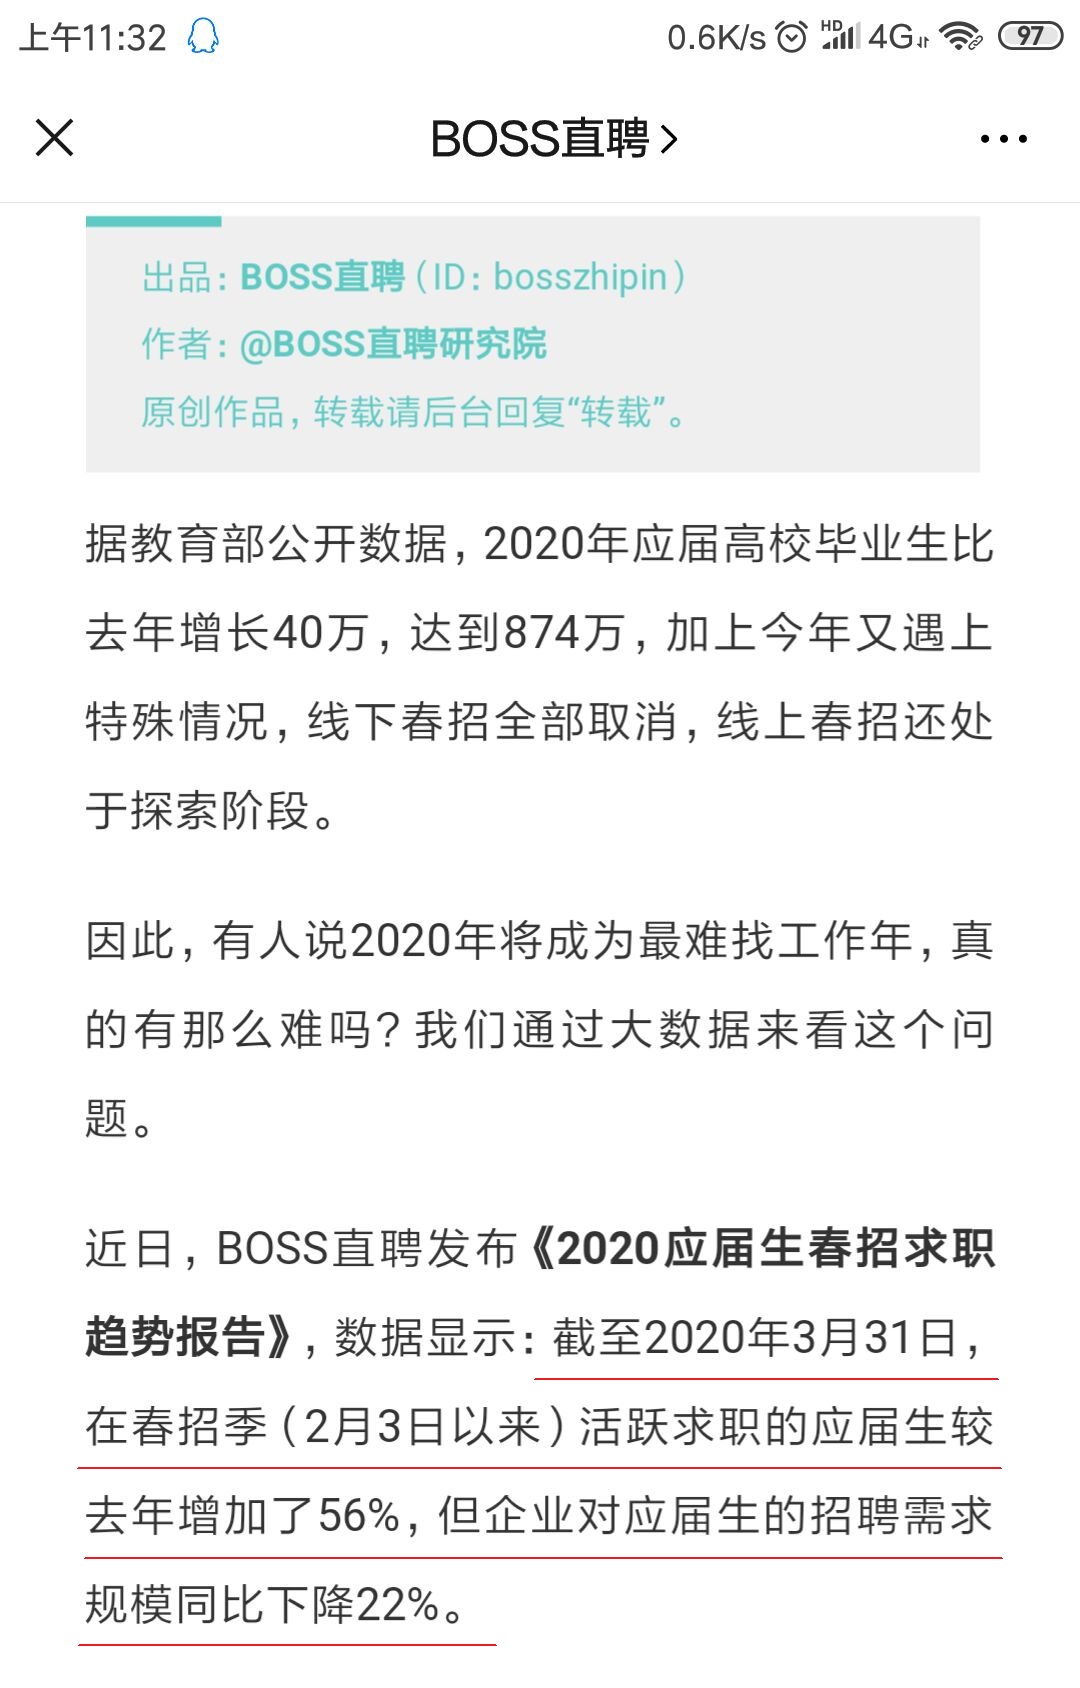 上午11:32
0.6K/s HD 4G 97
BOSS直聘
出品：BOSS直聘（ID：bosszhipin）
作者：@BOSS直聘研究院
原创作品，转载请后台回复“转载”。
据教育部公开数据，2020年应届高校毕业生比
去年增长40万，达到874万，加上今年又遇上
特殊情况，线下春招全部取消，线上春招还处
于探索阶段。
因此，有人说2020年将成为最难找工作年，真
的有那么难吗？我们通过大数据来看这个问
题。
近日，BOSS直聘发布《2020应届生春招求职
趋势报告》，数据显示：截至2020年3月31日，
在春招季（2月3日以来）活跃求职的应届生较
去年增加了56%，但企业对应届生的招聘需求
规模同比下降22%。